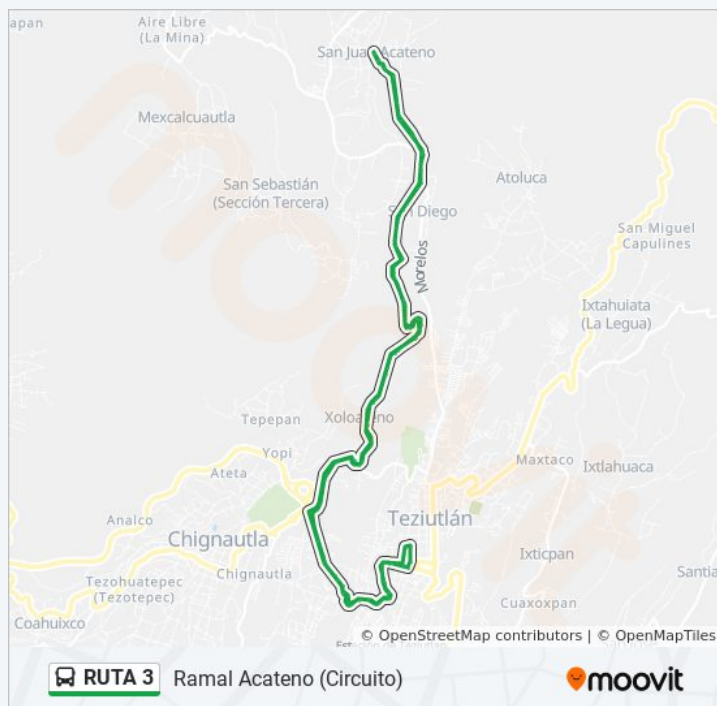 apan
Aire Libre
(La Mina)
San Juan Acateno
Mexcalcuautla
Atoluca
San Sebastián
(Sección Tercera)
San Diego
San Miguel
Capulines
Morelos
Ixtahuiata
(La Legua)
Xoloateno
Tepepan
Yopi
Maxtaco
Ateta
Ixtlahuaca
Analco
Teziutlán
Chignautla
Ixticpan
Chignautla
Tezohuatepec
(Tezotepec)
Santia
Cuaxoxpan
Coahuixco
© OpenStreetMap contributors | © OpenMapTiles
RUTA 3
Ramal Acateno (Circuito)
moovit